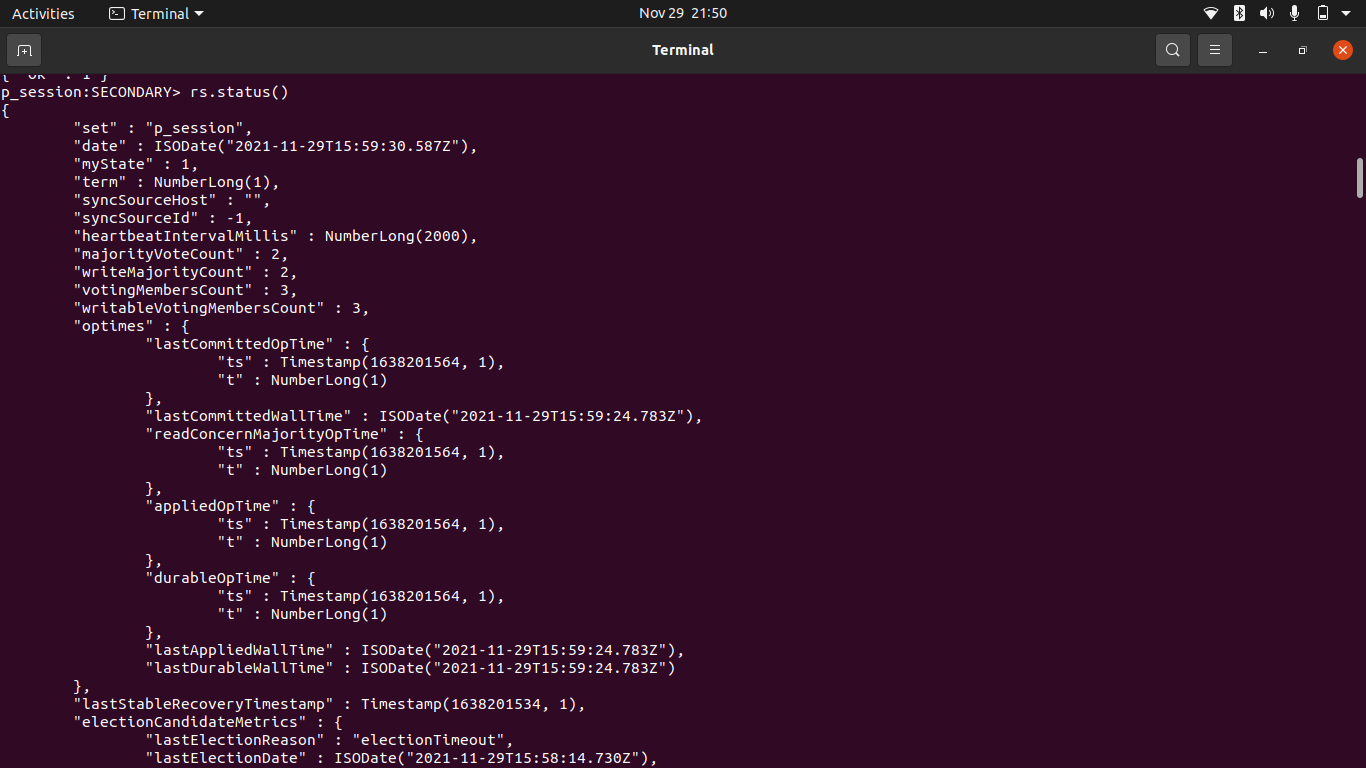 Activities Terminal Nov 29 21:50
Terminal
{ "ok" : 1 }
p_session:SECONDARY> rs.status()
{
        "set" : "p_session",
        "date" : ISODate("2021-11-29T15:59:30.587Z"),
        "myState" : 1,
        "term" : NumberLong(1),
        "syncSourceHost" : "",
        "syncSourceId" : -1,
        "heartbeatIntervalMillis" : NumberLong(2000),
        "majorityVoteCount" : 2,
        "writeMajorityCount" : 2,
        "votingMembersCount" : 3,
        "writableVotingMembersCount" : 3,
        "optimes" : {
                "lastCommittedOpTime" : {
                        "ts" : Timestamp(1638201564, 1),
                        "t" : NumberLong(1)
                },
                "lastCommittedWallTime" : ISODate("2021-11-29T15:59:24.783Z"),
                "readConcernMajorityOpTime" : {
                        "ts" : Timestamp(1638201564, 1),
                        "t" : NumberLong(1)
                },
                "appliedOpTime" : {
                        "ts" : Timestamp(1638201564, 1),
                        "t" : NumberLong(1)
                },
                "durableOpTime" : {
                        "ts" : Timestamp(1638201564, 1),
                        "t" : NumberLong(1)
                },
                "lastAppliedWallTime" : ISODate("2021-11-29T15:59:24.783Z"),
                "lastDurableWallTime" : ISODate("2021-11-29T15:59:24.783Z")
        },
        "lastStableRecoveryTimestamp" : Timestamp(1638201534, 1),
        "electionCandidateMetrics" : {
                "lastElectionReason" : "electionTimeout",
                "lastElectionDate" : ISODate("2021-11-29T15:58:14.730Z"),